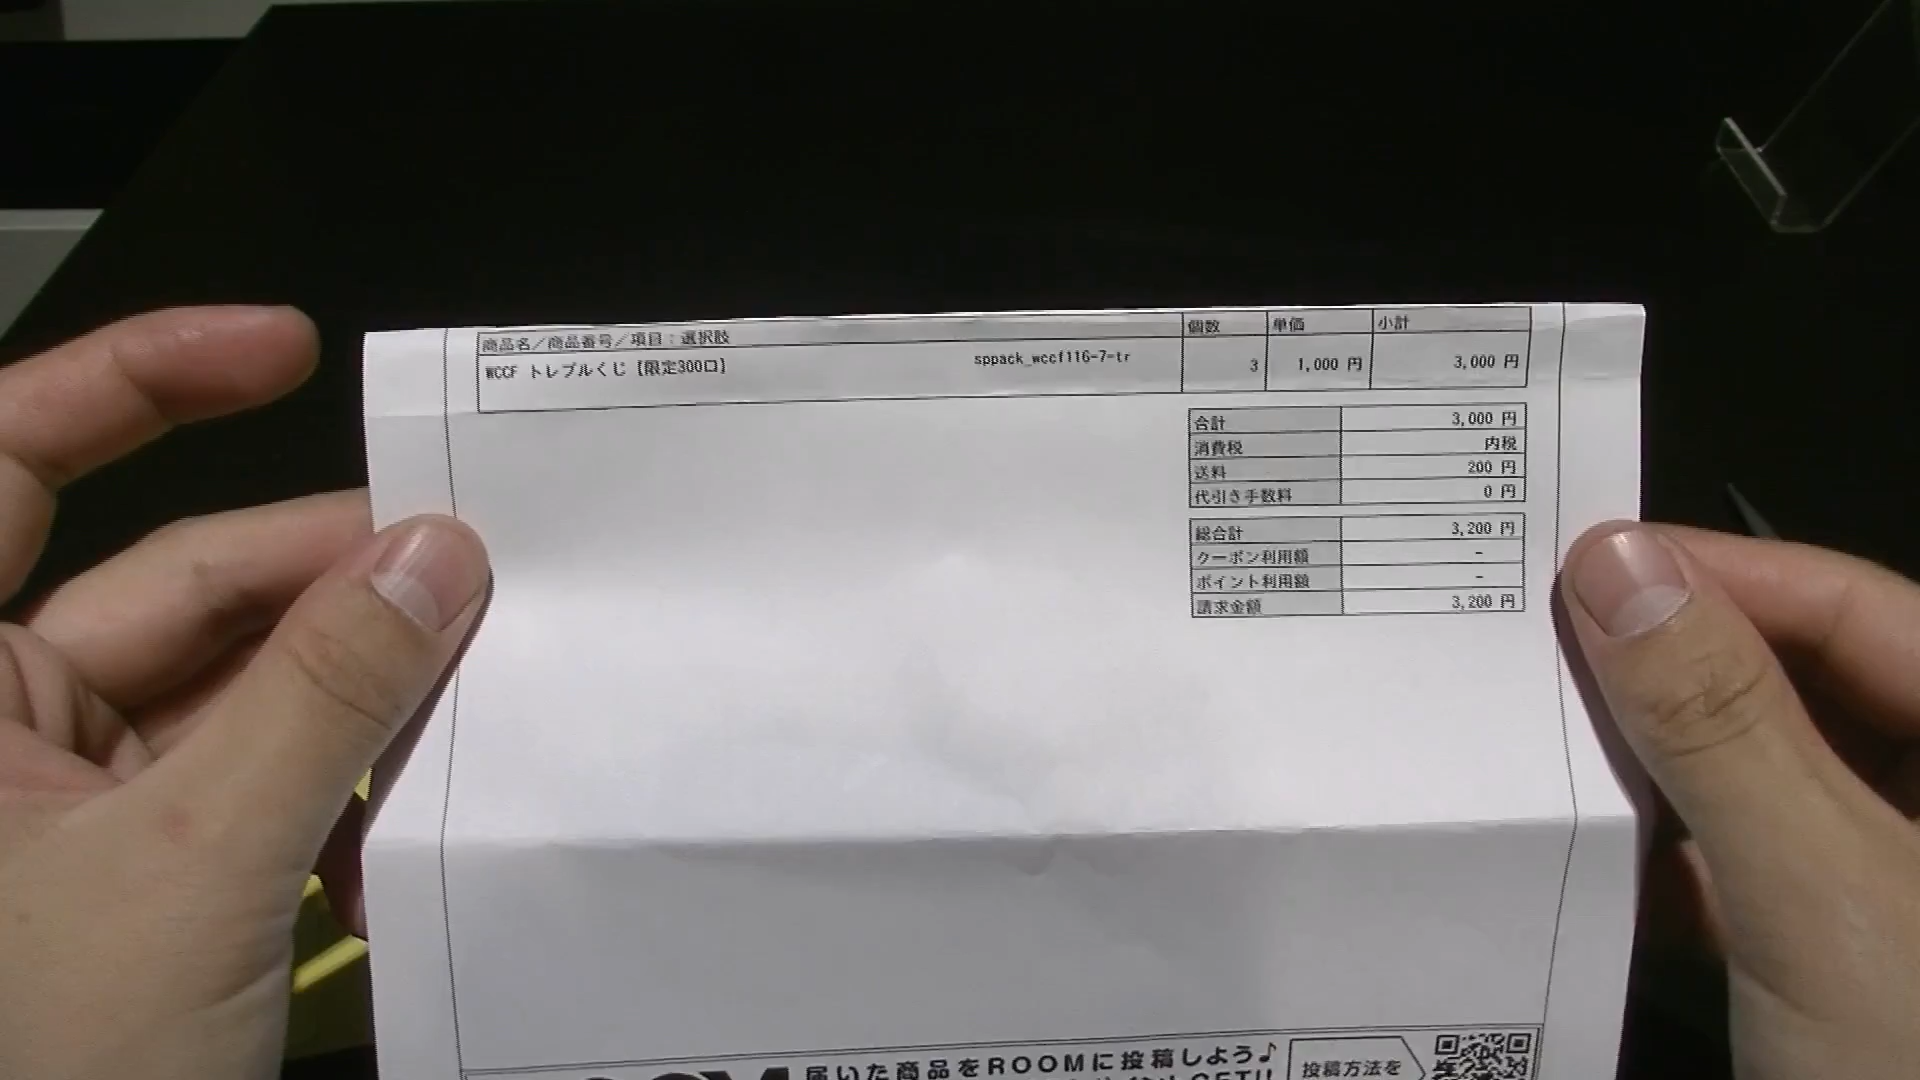 商品名／商品番号／項目：選択肢 個数 単価 小計
WCCF トレブルくじ【限定300口】 sppack_wccf116-7-tr 3 1,000 円 3,000 円
合計 3,000 円
消費税 内税
送料 200 円
代引き手数料 0 円
総合計 3,200 円
クーポン利用額 -
ポイント利用額 -
請求金額 3,200 円
届いた商品をROOMに投稿しよう♪
投稿方法を
GET!!